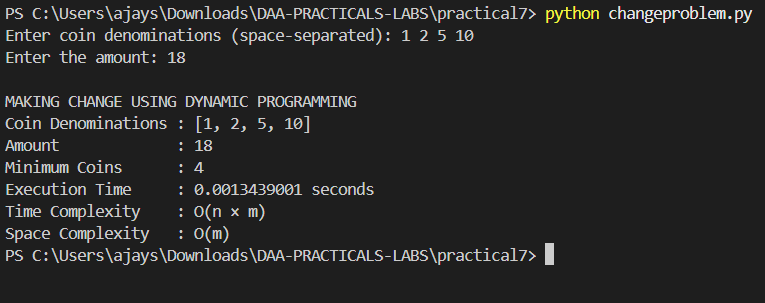 PS C:\Users\ajays\Downloads\DAA-PRACTICALS-LABS\practical7> python changeproblem.py
Enter coin denominations (space-separated): 1 2 5 10
Enter the amount: 18

MAKING CHANGE USING DYNAMIC PROGRAMMING
Coin Denominations : [1, 2, 5, 10]
Amount             : 18
Minimum Coins      : 4
Execution Time     : 0.0013439001 seconds
Time Complexity    : O(n × m)
Space Complexity   : O(m)
PS C:\Users\ajays\Downloads\DAA-PRACTICALS-LABS\practical7>